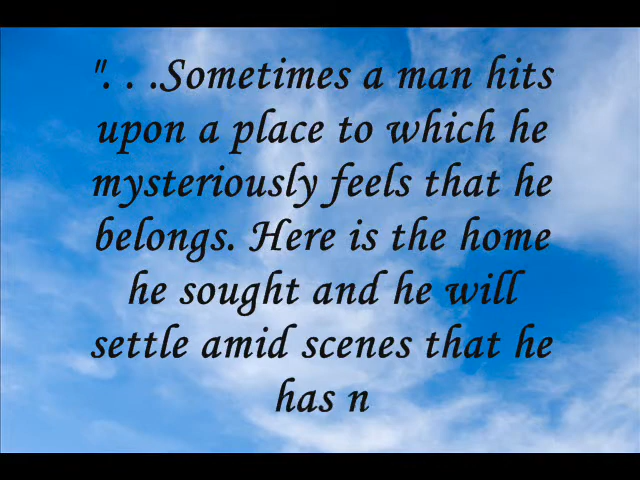 ". . .Sometimes a man hits
upon a place to which he
mysteriously feels that he
belongs. Here is the home
he sought and he will
settle amid scenes that he
has n